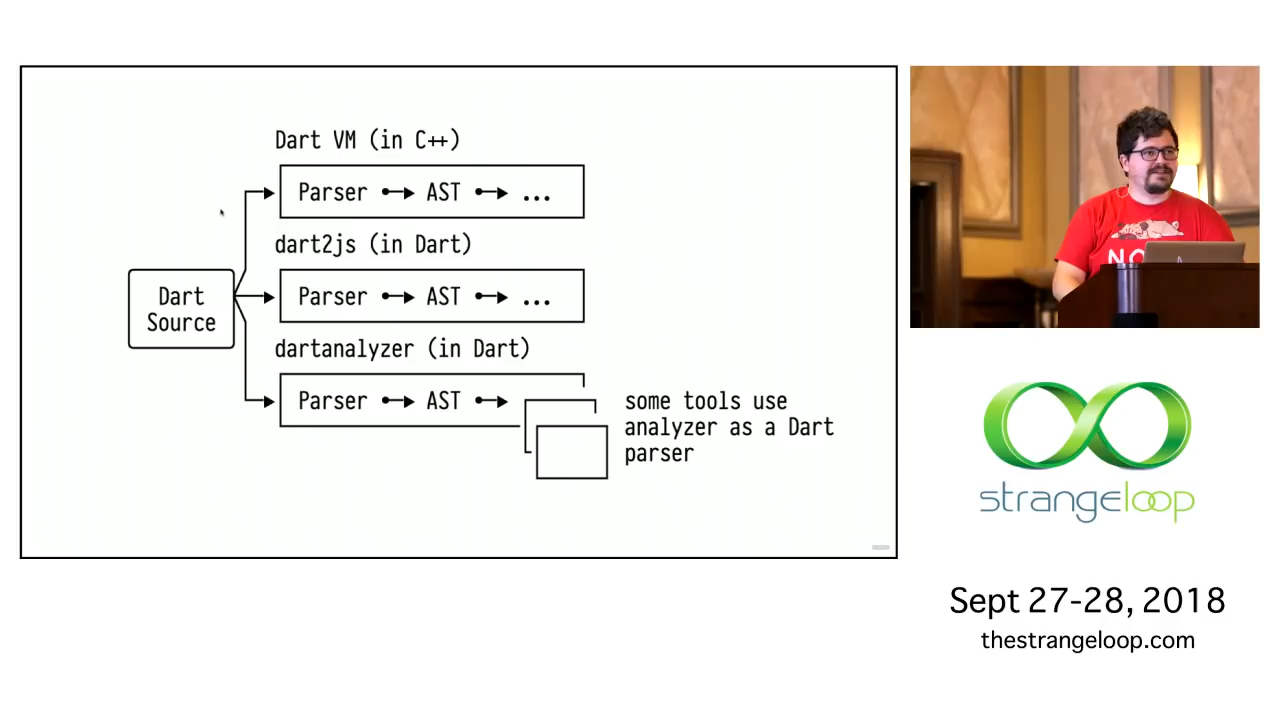 Dart VM (in C++)
Parser AST ...
dart2js (in Dart)
Parser AST ...
Dart
Source
dartanalyzer (in Dart)
Parser AST
some tools use
analyzer as a Dart
parser
strangeloop
Sept 27-28, 2018
thestrangeloop.com